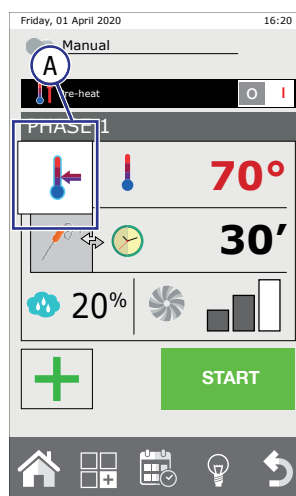 Friday, 01 April 2020 16:20
Manual
A
re-heat O I
PHASE 1
70°
30′
20%
START